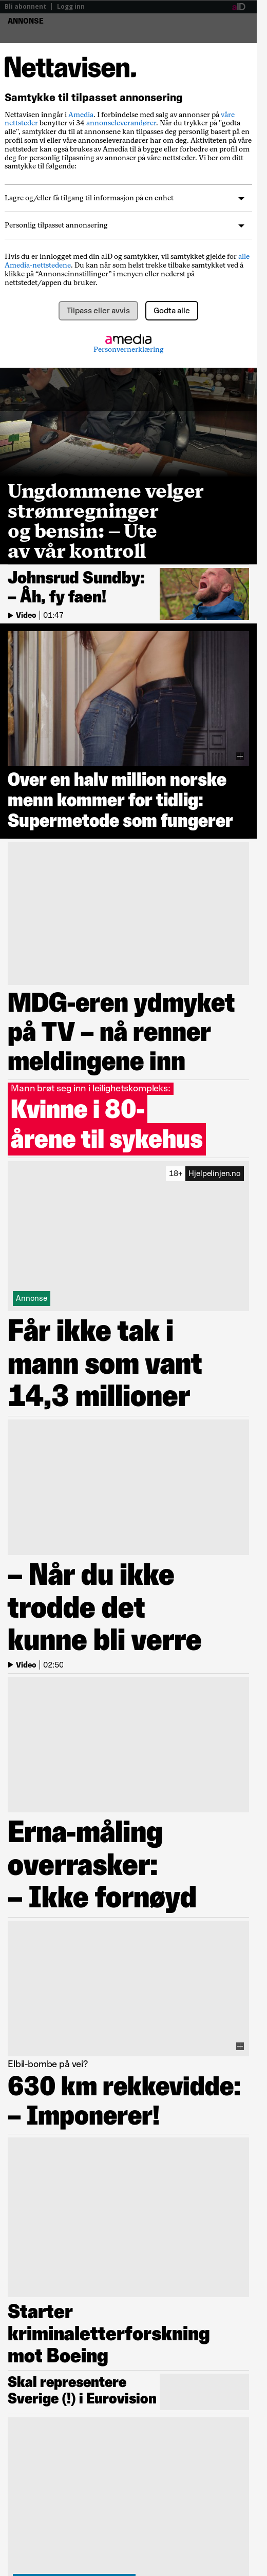 Bli abonnent | Logg inn
aID
ANNONSE
Nettavisen.
Samtykke til tilpasset annonsering
Nettavisen inngår i Amedia. I forbindelse med salg av annonser på våre
nettsteder benytter vi 34 annonseleverandører. Når du trykker på "godta
alle", samtykker du til at annonsene kan tilpasses deg personlig basert på en
profil som vi eller våre annonseleverandører har om deg. Aktiviteten på våre
nettsteder kan også brukes av Amedia til å bygge eller forbedre en profil om
deg for personlig tilpasning av annonser på våre nettsteder. Vi ber om ditt
samtykke til følgende:
Lagre og/eller få tilgang til informasjon på en enhet
Personlig tilpasset annonsering
Hvis du er innlogget med din aID og samtykker, vil samtykket gjelde for alle
Amedia-nettstedene. Du kan når som helst trekke tilbake samtykket ved å
klikke på “Annonseinnstillinger” i menyen eller nederst på
nettstedet/appen du bruker.
Tilpass eller avvis
Godta alle
amedia
Personvernerklæring
Ungdommene velger
strømregninger
og bensin: – Ute
av vår kontroll
Johnsrud Sundby:
– Åh, fy faen!
Video | 01:47
Over en halv million norske
menn kommer for tidlig:
Supermetode som fungerer
MDG-eren ydmyket
på TV – nå renner
meldingene inn
Mann brøt seg inn i leilighetskompleks:
Kvinne i 80-
årene til sykehus
18+ Hjelpelinjen.no
Annonse
Får ikke tak i
mann som vant
14,3 millioner
– Når du ikke
trodde det
kunne bli verre
Video | 02:50
Erna-måling
overrasker:
– Ikke fornøyd
Elbil-bombe på vei?
630 km rekkevidde:
– Imponerer!
Starter
kriminaletterforskning
mot Boeing
Skal representere
Sverige (!) i Eurovision